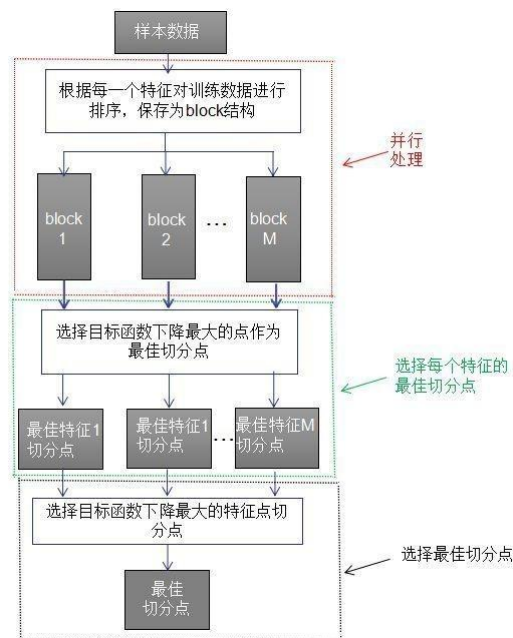 样本数据
根据每一个特征对训练数据进行
排序，保存为block结构
并行
处理
block
1
block
2
...
block
M
选择目标函数下降最大的点作为
最佳切分点
选择每个特征的
最佳切分点
最佳特征1
切分点
最佳特征1
切分点
...
最佳特征M
切分点
选择目标函数下降最大的特征点切
分点
选择最佳切分点
最佳
切分点